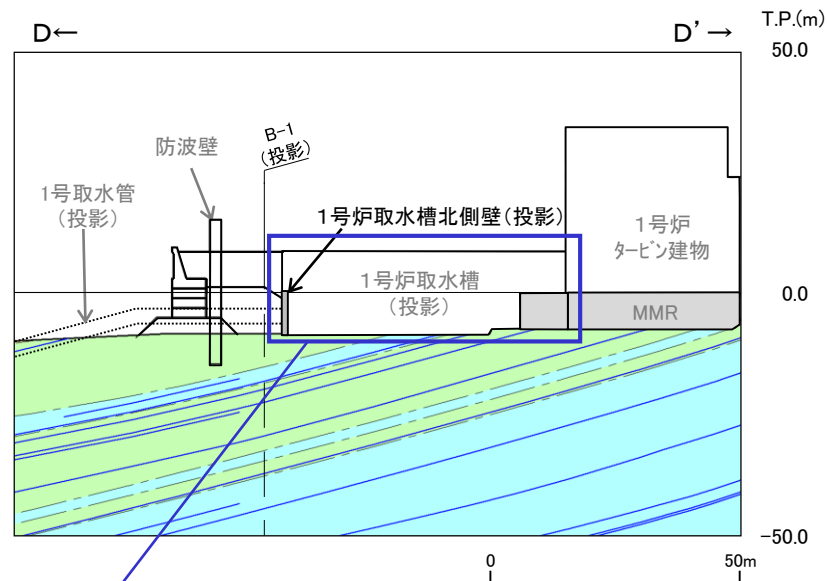 D←
D’→
T.P.(m)
50.0
B-1
(投影)
防波壁
1号取水管
(投影)
1号炉取水槽北側壁(投影)
1号炉
タービン建物
1号炉取水槽
(投影)
0.0
MMR
-50.0
0
50m